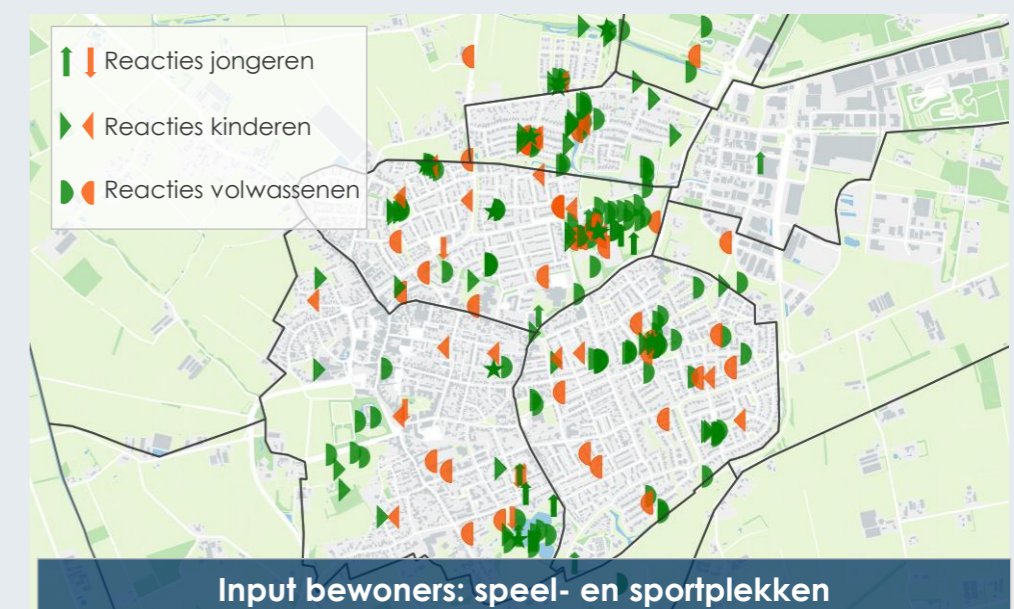 Reacties jongeren
Reacties kinderen
Reacties volwassenen
Input bewoners: speel- en sportplekken